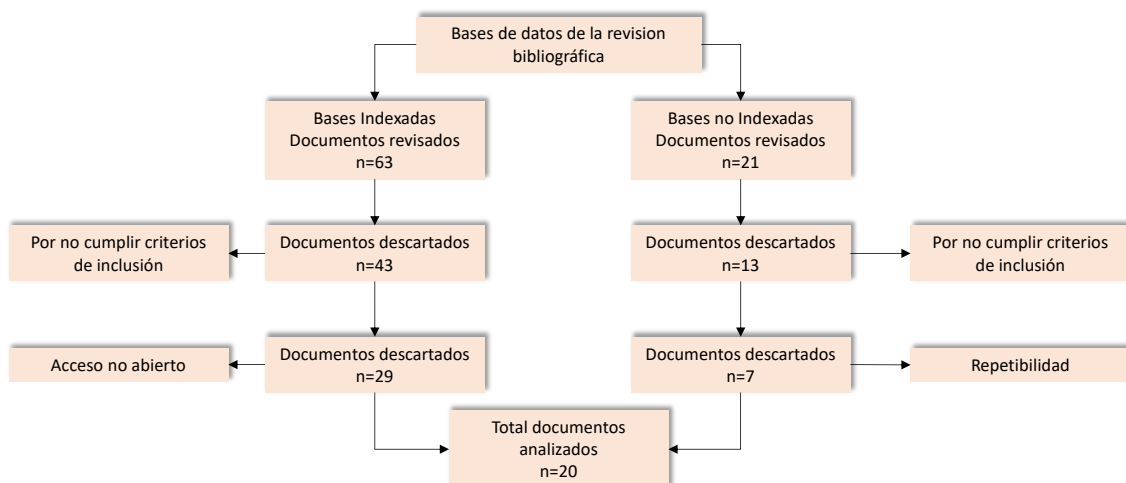 Bases de datos de la revision
bibliográfica
Bases Indexadas
Documentos revisados
n=63
Bases no Indexadas
Documentos revisados
n=21
Por no cumplir criterios
de inclusión
Documentos descartados
n=43
Documentos descartados
n=13
Por no cumplir criterios
de inclusión
Acceso no abierto
Documentos descartados
n=29
Documentos descartados
n=7
Repetibilidad
Total documentos
analizados
n=20